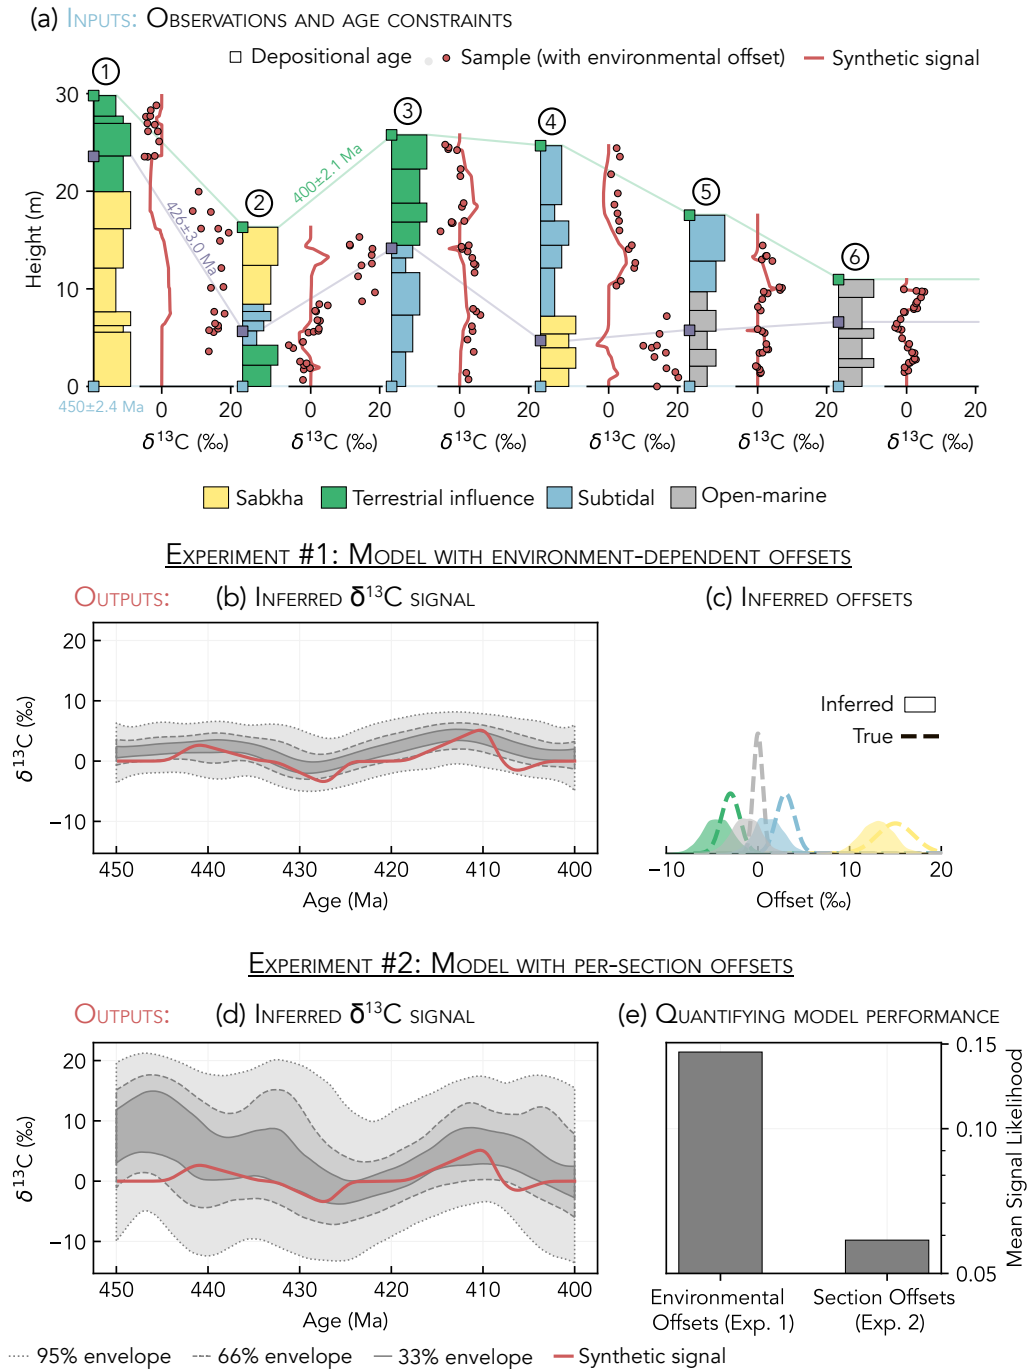 (a) INPUTS: OBSERVATIONS AND AGE CONSTRAINTS
Depositional age Sample (with environmental offset) Synthetic signal
1 2 3 4 5 6
Height (m)
30
20
10
0
400±2.1 Ma
426±3.0 Ma
450±2.4 Ma
0 20 0 20 0 20 0 20 0 20 0 20
δ13C (‰) δ13C (‰) δ13C (‰) δ13C (‰) δ13C (‰) δ13C (‰)
Sabkha Terrestrial influence Subtidal Open-marine
EXPERIMENT #1: MODEL WITH ENVIRONMENT-DEPENDENT OFFSETS
OUTPUTS: (b) INFERRED δ13C SIGNAL (c) INFERRED OFFSETS
δ13C (‰)
20
10
0
−10
450 440 430 420 410 400
Age (Ma)
Inferred
True
−10 0 10 20
Offset (‰)
EXPERIMENT #2: MODEL WITH PER-SECTION OFFSETS
OUTPUTS: (d) INFERRED δ13C SIGNAL (e) QUANTIFYING MODEL PERFORMANCE
δ13C (‰)
20
10
0
−10
450 440 430 420 410 400
Age (Ma)
0.15
0.10
0.05
Mean Signal Likelihood
Environmental Section Offsets
Offsets (Exp. 1) (Exp. 2)
95% envelope 66% envelope 33% envelope Synthetic signal